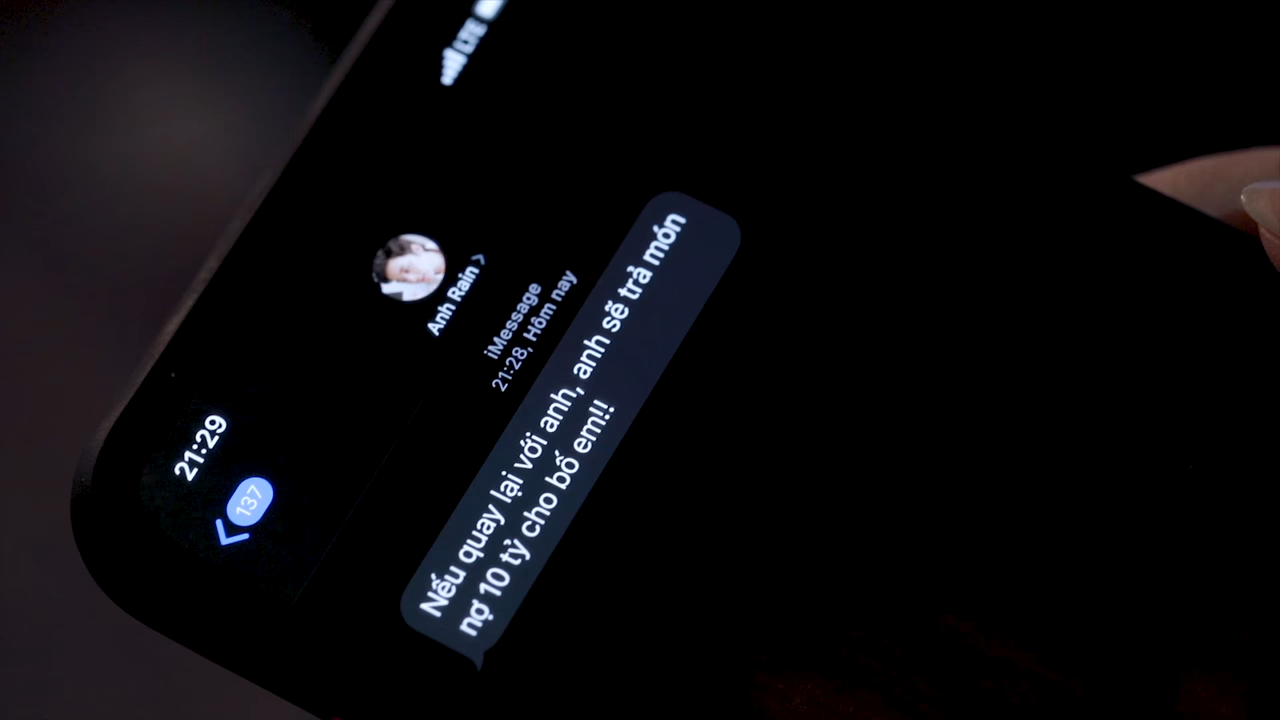 LTE
21:29
137
Anh Rain
iMessage
21:28, Hôm nay
Nếu quay lại với anh, anh sẽ trả món
nợ 10 tỷ cho bố em!!